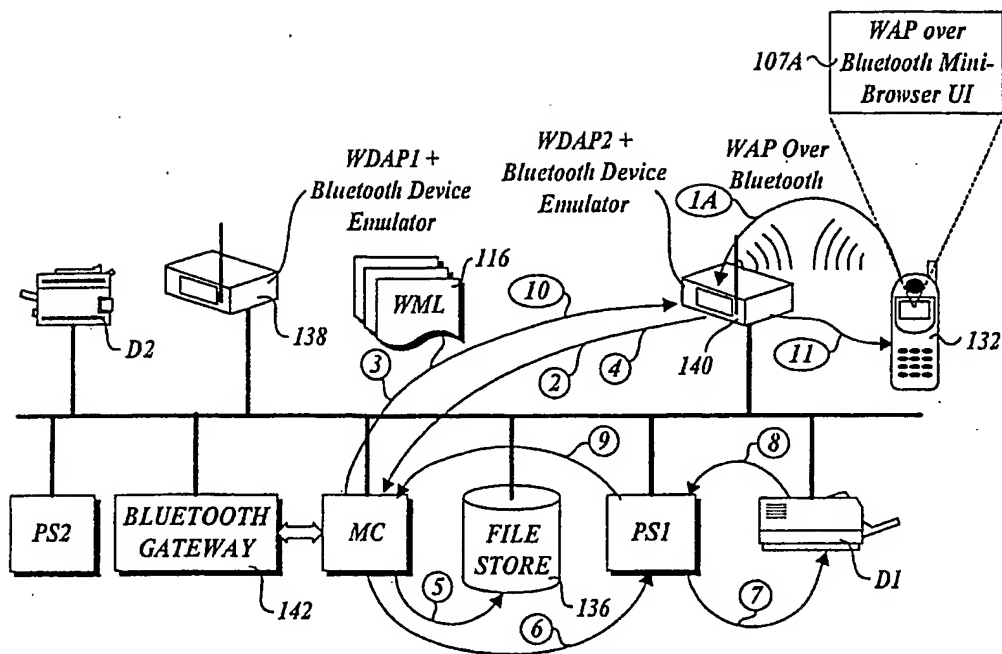 WAP over
Bluetooth Mini-
Browser UI
107A
WDAP1 +
Bluetooth Device
Emulator
WDAP2 +
Bluetooth Device
Emulator
WAP Over
Bluetooth
1A
116
WML
10
D2
138
3
2
4
140
11
132
9
8
PS2
BLUETOOTH
GATEWAY
MC
FILE
STORE
PS1
D1
142
5
136
6
7